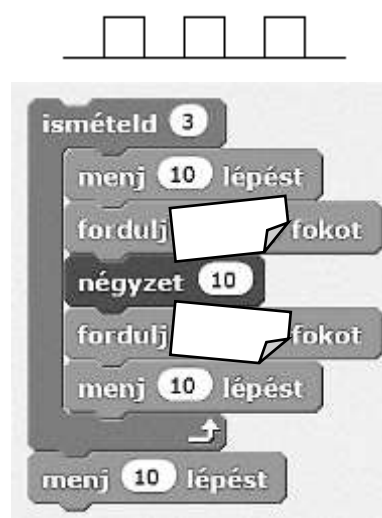 ismételd 3
menj 10 lépést
fordulj fokot
négyzet 10
fordulj fokot
menj 10 lépést
menj 10 lépést